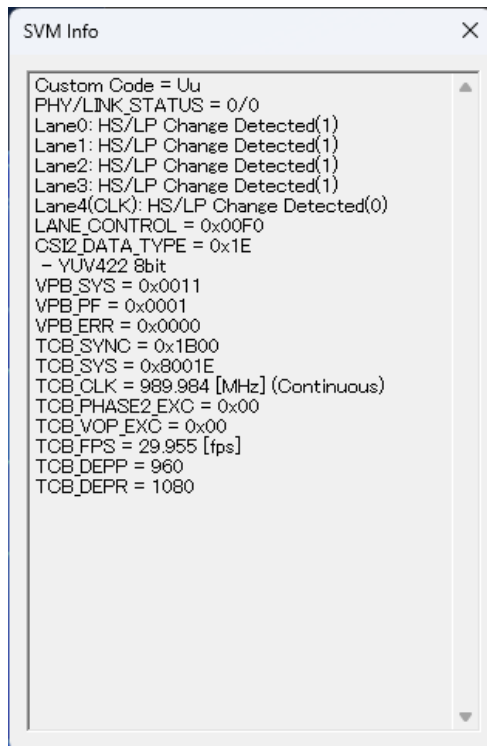 SVM Info
Custom Code = Uu
PHY/LINK_STATUS = 0/0
Lane0: HS/LP Change Detected(1)
Lane1: HS/LP Change Detected(1)
Lane2: HS/LP Change Detected(1)
Lane3: HS/LP Change Detected(1)
Lane4(CLK): HS/LP Change Detected(0)
LANE_CONTROL = 0x00F0
CSI2_DATA_TYPE = 0x1E
- YUV422 8bit
VPB_SYS = 0x0011
VPB_PF = 0x0001
VPB_ERR = 0x0000
TCB_SYNC = 0x1B00
TCB_SYS = 0x8001E
TCB_CLK = 989.984 [MHz] (Continuous)
TCB_PHASE2_EXC = 0x00
TCB_VOP_EXC = 0x00
TCB_FPS = 29.955 [fps]
TCB_DEPP = 960
TCB_DEPR = 1080